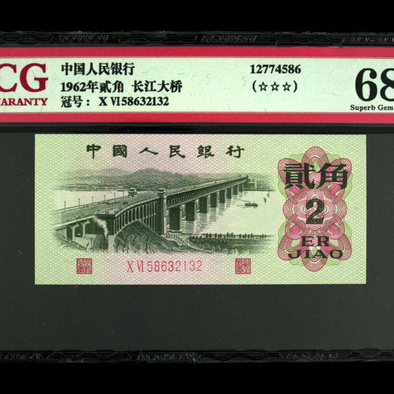 CG
WARRANTY
中国人民银行
1962年贰角 长江大桥
冠号: X Ⅵ 58632132
12774586
(☆☆☆)
68
Superb Gem
中國人民銀行
貳角
2
ER
JIAO
X Ⅵ 58632132